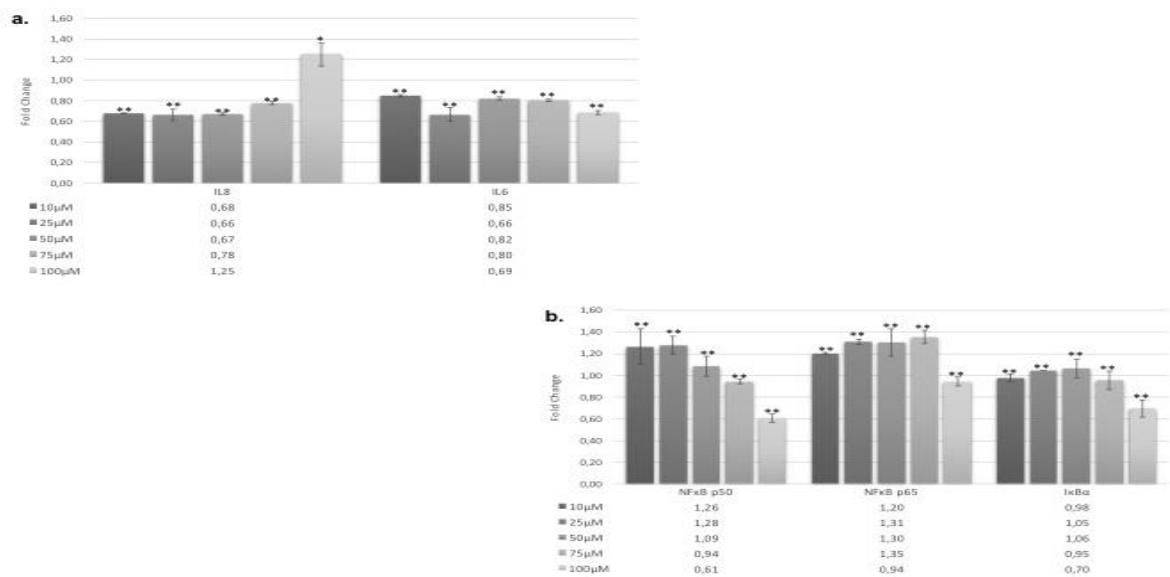 a.
1,60
1,40
1,20
1,00
0,80
0,60
0,40
0,20
0,00
Fold Change
* 
** ** ** **
** ** ** ** **
IL8 IL6
10µM 0,68 0,85
25µM 0,66 0,66
50µM 0,67 0,82
75µM 0,78 0,80
100µM 1,25 0,69
b.
1,60
1,40
1,20
1,00
0,80
0,60
0,40
0,20
0,00
Fold Change
** ** ** ** **
** ** ** ** **
** ** ** ** **
NFκB p50 NFκB p65 IκBα
10µM 1,26 1,20 0,98
25µM 1,28 1,31 1,05
50µM 1,09 1,30 1,06
75µM 0,94 1,35 0,95
100µM 0,61 0,94 0,70